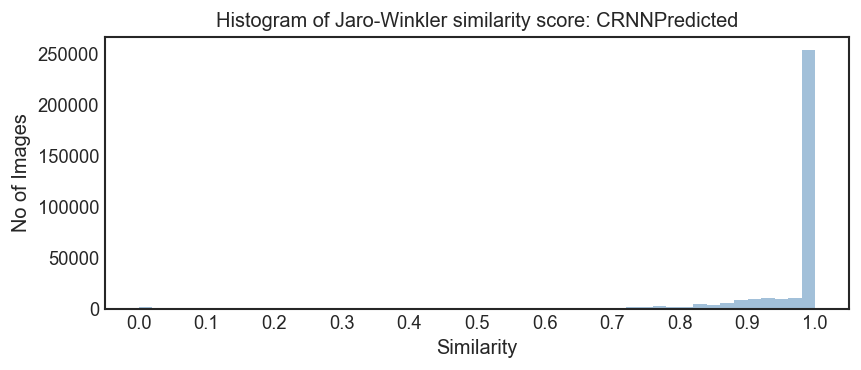 Histogram of Jaro-Winkler similarity score: CRNNPredicted
250000
200000
150000
100000
50000
0
No of Images
0.0 0.1 0.2 0.3 0.4 0.5 0.6 0.7 0.8 0.9 1.0
Similarity